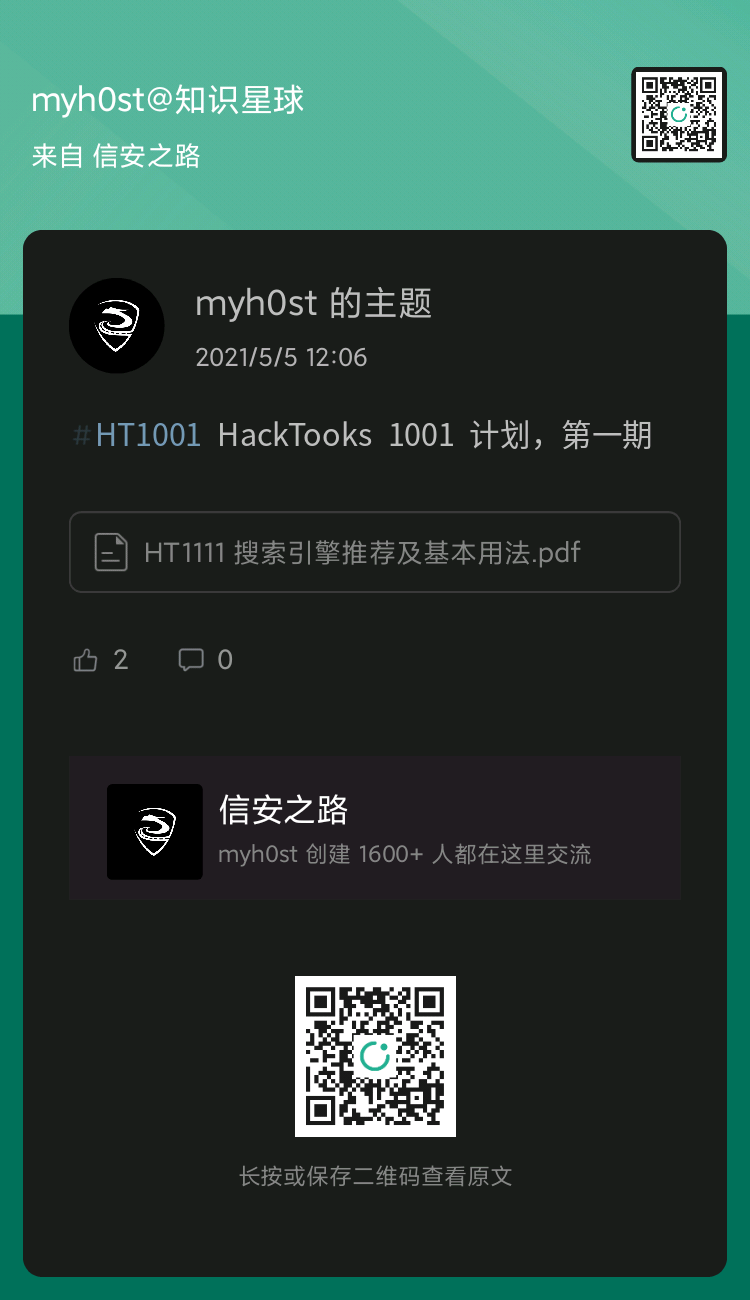 myh0st@知识星球
来自 信安之路
myh0st 的主题
2021/5/5 12:06
#HT1001 HackTooks 1001 计划，第一期
HT1111 搜索引擎推荐及基本用法.pdf
2 0
信安之路
myh0st 创建 1600+ 人都在这里交流
长按或保存二维码查看原文